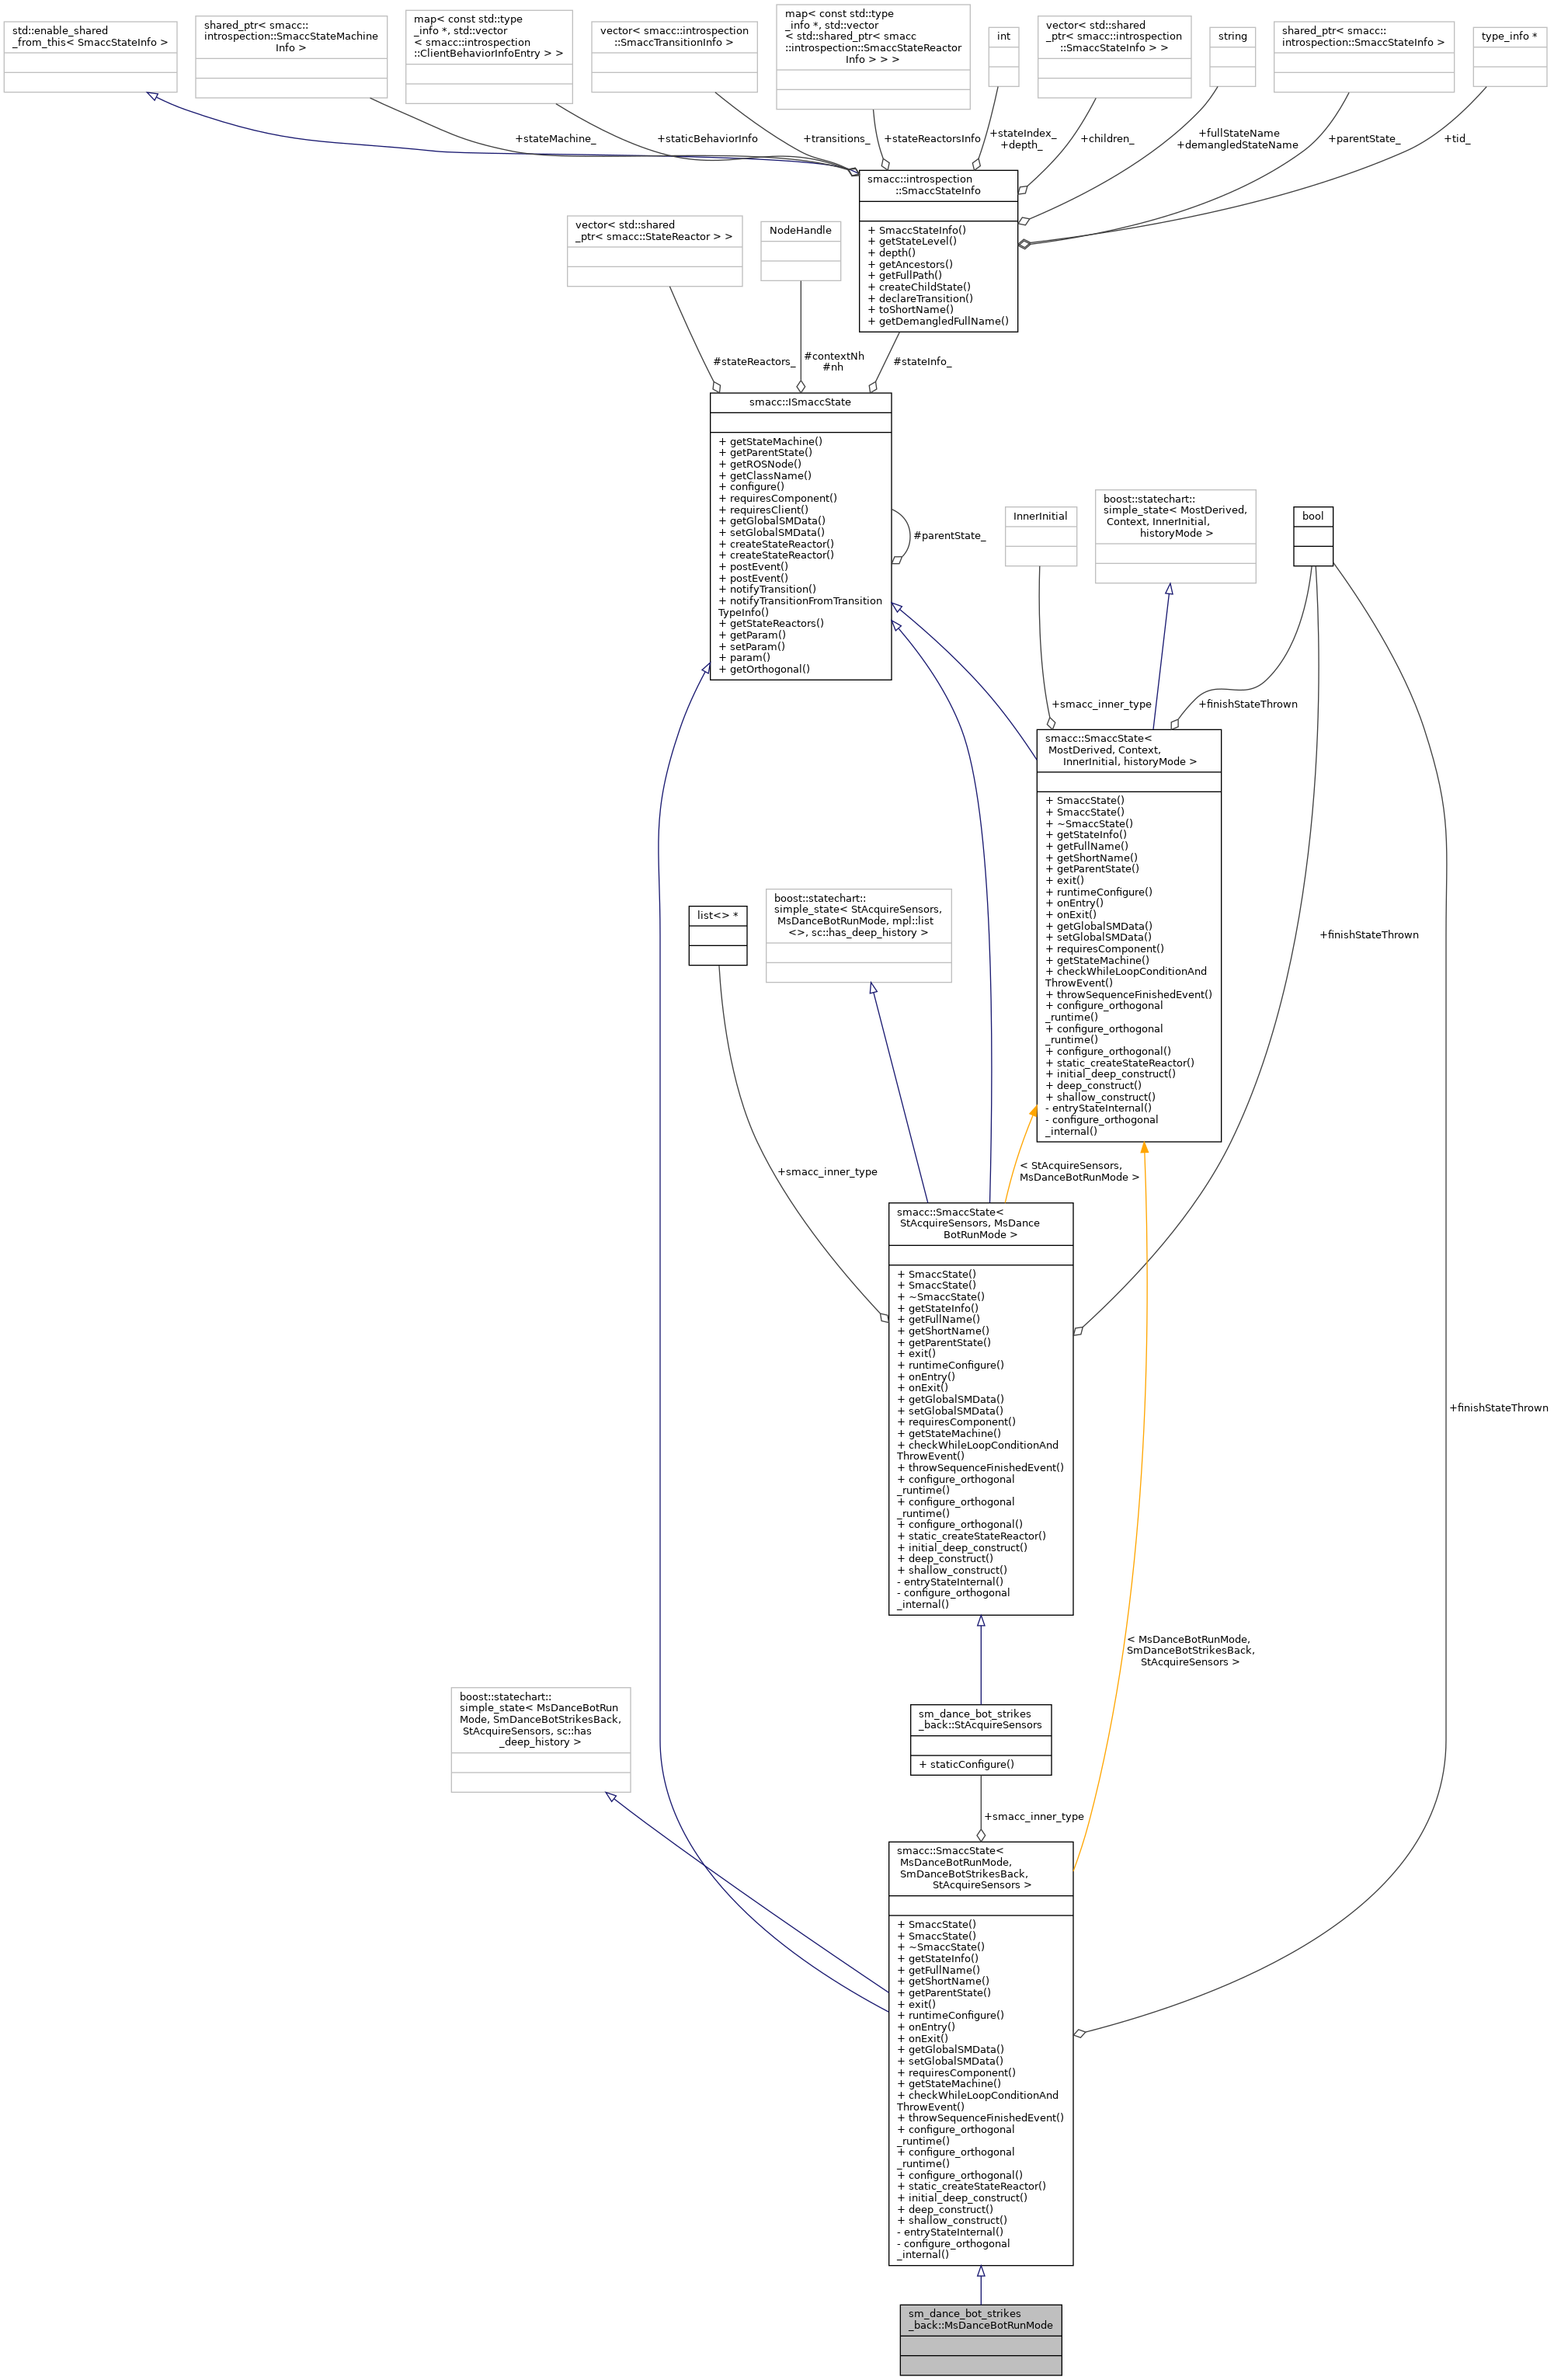 std::enable_shared
_from_this< SmaccStateInfo >
shared_ptr< smacc::
introspection::SmaccStateMachine
Info >
map< const std::type
_info *, std::vector
< smacc::introspection
::ClientBehaviorInfoEntry > >
vector< smacc::introspection
::SmaccTransitionInfo >
map< const std::type
_info *, std::vector
< std::shared_ptr< smacc
::introspection::SmaccStateReactor
Info > > >
int
vector< std::shared
_ptr< smacc::introspection
::SmaccStateInfo > >
string
shared_ptr< smacc::
introspection::SmaccStateInfo >
type_info *
+stateMachine_
+staticBehaviorInfo
+transitions_
+stateReactorsInfo
+stateIndex_
+depth_
+children_
+fullStateName
+demangledStateName
+parentState_
+tid_
smacc::introspection
::SmaccStateInfo
+ SmaccStateInfo()
+ getStateLevel()
+ depth()
+ getAncestors()
+ getFullPath()
+ createChildState()
+ declareTransition()
+ toShortName()
+ getDemangledFullName()
vector< std::shared
_ptr< smacc::StateReactor > >
NodeHandle
#stateReactors_
#contextNh
#nh
#stateInfo_
smacc::ISmaccState
+ getStateMachine()
+ getParentState()
+ getROSNode()
+ getClassName()
+ configure()
+ requiresComponent()
+ requiresClient()
+ getGlobalSMData()
+ setGlobalSMData()
+ createStateReactor()
+ createStateReactor()
+ postEvent()
+ postEvent()
+ notifyTransition()
+ notifyTransitionFromTransition
TypeInfo()
+ getStateReactors()
+ getParam()
+ setParam()
+ param()
+ getOrthogonal()
#parentState_
InnerInitial
boost::statechart::
simple_state< MostDerived,
Context, InnerInitial,
historyMode >
bool
+smacc_inner_type
+finishStateThrown
smacc::SmaccState<
MostDerived, Context,
InnerInitial, historyMode >
+ SmaccState()
+ SmaccState()
+ ~SmaccState()
+ getStateInfo()
+ getFullName()
+ getShortName()
+ getParentState()
+ exit()
+ runtimeConfigure()
+ onEntry()
+ onExit()
+ getGlobalSMData()
+ setGlobalSMData()
+ requiresComponent()
+ getStateMachine()
+ checkWhileLoopConditionAnd
ThrowEvent()
+ throwSequenceFinishedEvent()
+ configure_orthogonal
_runtime()
+ configure_orthogonal
_runtime()
+ configure_orthogonal()
+ static_createStateReactor()
+ initial_deep_construct()
+ deep_construct()
+ shallow_construct()
- entryStateInternal()
- configure_orthogonal
_internal()
list<> *
boost::statechart::
simple_state< StAcquireSensors,
MsDanceBotRunMode, mpl::list
<>, sc::has_deep_history >
+finishStateThrown
+smacc_inner_type
< StAcquireSensors,
MsDanceBotRunMode >
smacc::SmaccState<
StAcquireSensors, MsDance
BotRunMode >
+ SmaccState()
+ SmaccState()
+ ~SmaccState()
+ getStateInfo()
+ getFullName()
+ getShortName()
+ getParentState()
+ exit()
+ runtimeConfigure()
+ onEntry()
+ onExit()
+ getGlobalSMData()
+ setGlobalSMData()
+ requiresComponent()
+ getStateMachine()
+ checkWhileLoopConditionAnd
ThrowEvent()
+ throwSequenceFinishedEvent()
+ configure_orthogonal
_runtime()
+ configure_orthogonal
_runtime()
+ configure_orthogonal()
+ static_createStateReactor()
+ initial_deep_construct()
+ deep_construct()
+ shallow_construct()
- entryStateInternal()
- configure_orthogonal
_internal()
+finishStateThrown
< MsDanceBotRunMode,
SmDanceBotStrikesBack,
StAcquireSensors >
boost::statechart::
simple_state< MsDanceBotRun
Mode, SmDanceBotStrikesBack,
StAcquireSensors, sc::has
_deep_history >
sm_dance_bot_strikes
_back::StAcquireSensors
+ staticConfigure()
+smacc_inner_type
smacc::SmaccState<
MsDanceBotRunMode,
SmDanceBotStrikesBack,
StAcquireSensors >
+ SmaccState()
+ SmaccState()
+ ~SmaccState()
+ getStateInfo()
+ getFullName()
+ getShortName()
+ getParentState()
+ exit()
+ runtimeConfigure()
+ onEntry()
+ onExit()
+ getGlobalSMData()
+ setGlobalSMData()
+ requiresComponent()
+ getStateMachine()
+ checkWhileLoopConditionAnd
ThrowEvent()
+ throwSequenceFinishedEvent()
+ configure_orthogonal
_runtime()
+ configure_orthogonal
_runtime()
+ configure_orthogonal()
+ static_createStateReactor()
+ initial_deep_construct()
+ deep_construct()
+ shallow_construct()
- entryStateInternal()
- configure_orthogonal
_internal()
sm_dance_bot_strikes
_back::MsDanceBotRunMode